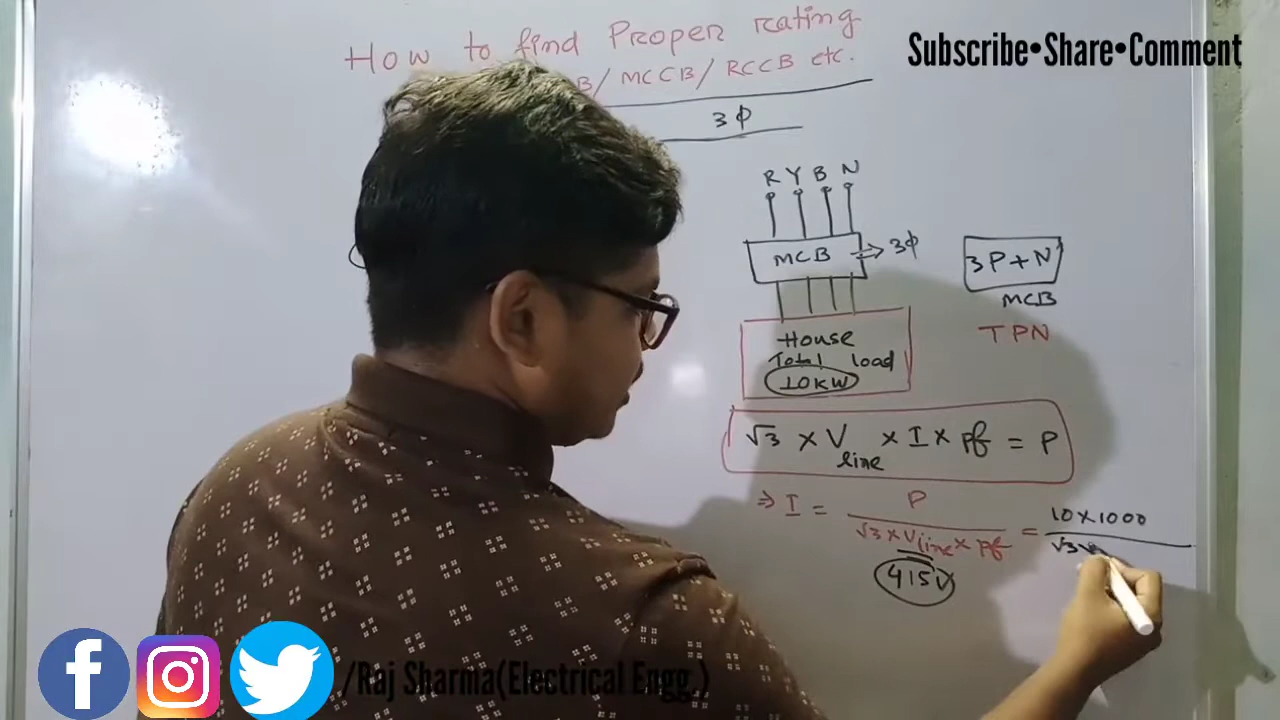 How to find Proper rating
B/ MCCB/ RCCB etc.
Subscribe•Share•Comment
3Φ
R Y B N
MCB
3Φ
3P+N
MCB
TPN
House
Total load
10KW
√3 × V line × I × Pf = P
⇒ I = P / √3 × Vline × Pf = 10×1000 / √3×
415V
/Raj Sharma(Electrical Engg.)